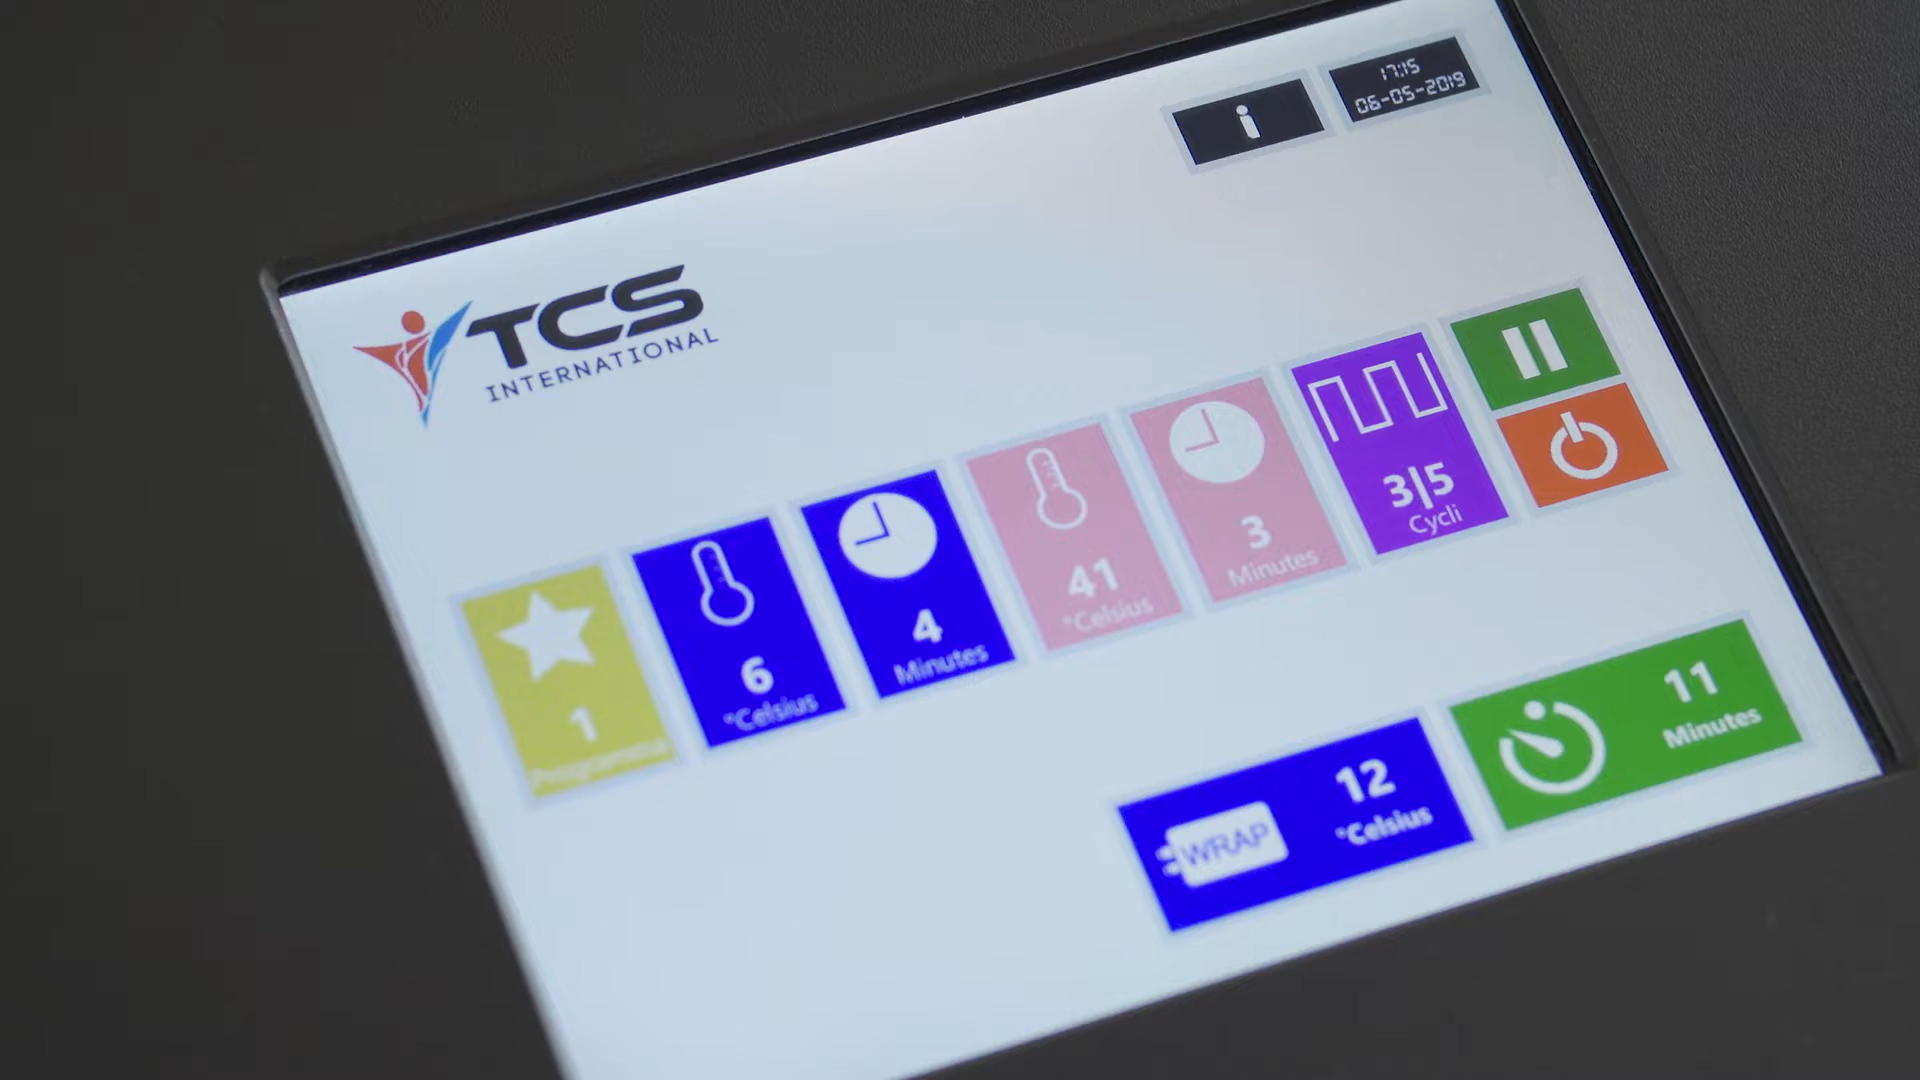 i
17:15
06-05-2019
TCS
INTERNATIONAL
1
Programma
6
°Celsius
4
Minutes
41
°Celsius
3
Minutes
3|5
Cycli
WRAP
12
°Celsius
11
Minutes